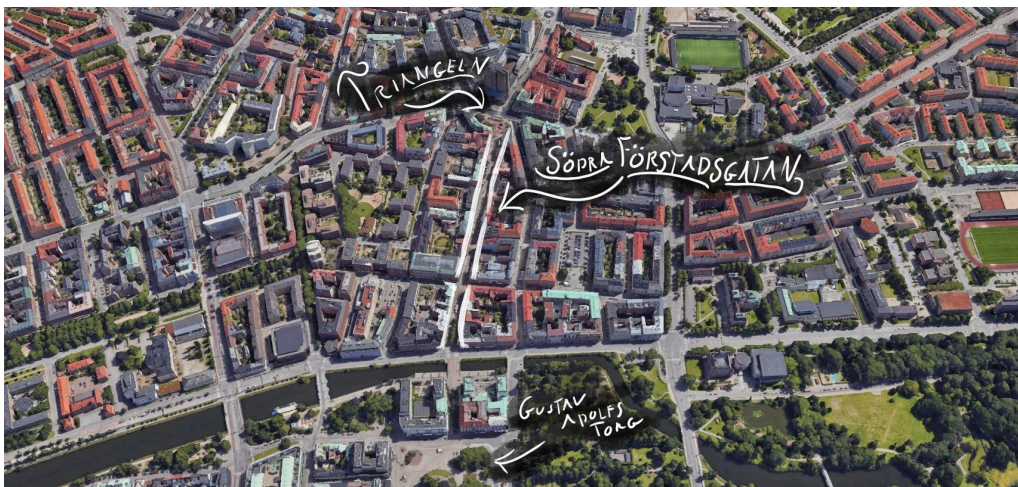 TRIANGELN
SÖDRA FÖRSTADSGATAN
GUSTAV
ADOLFS
TORG